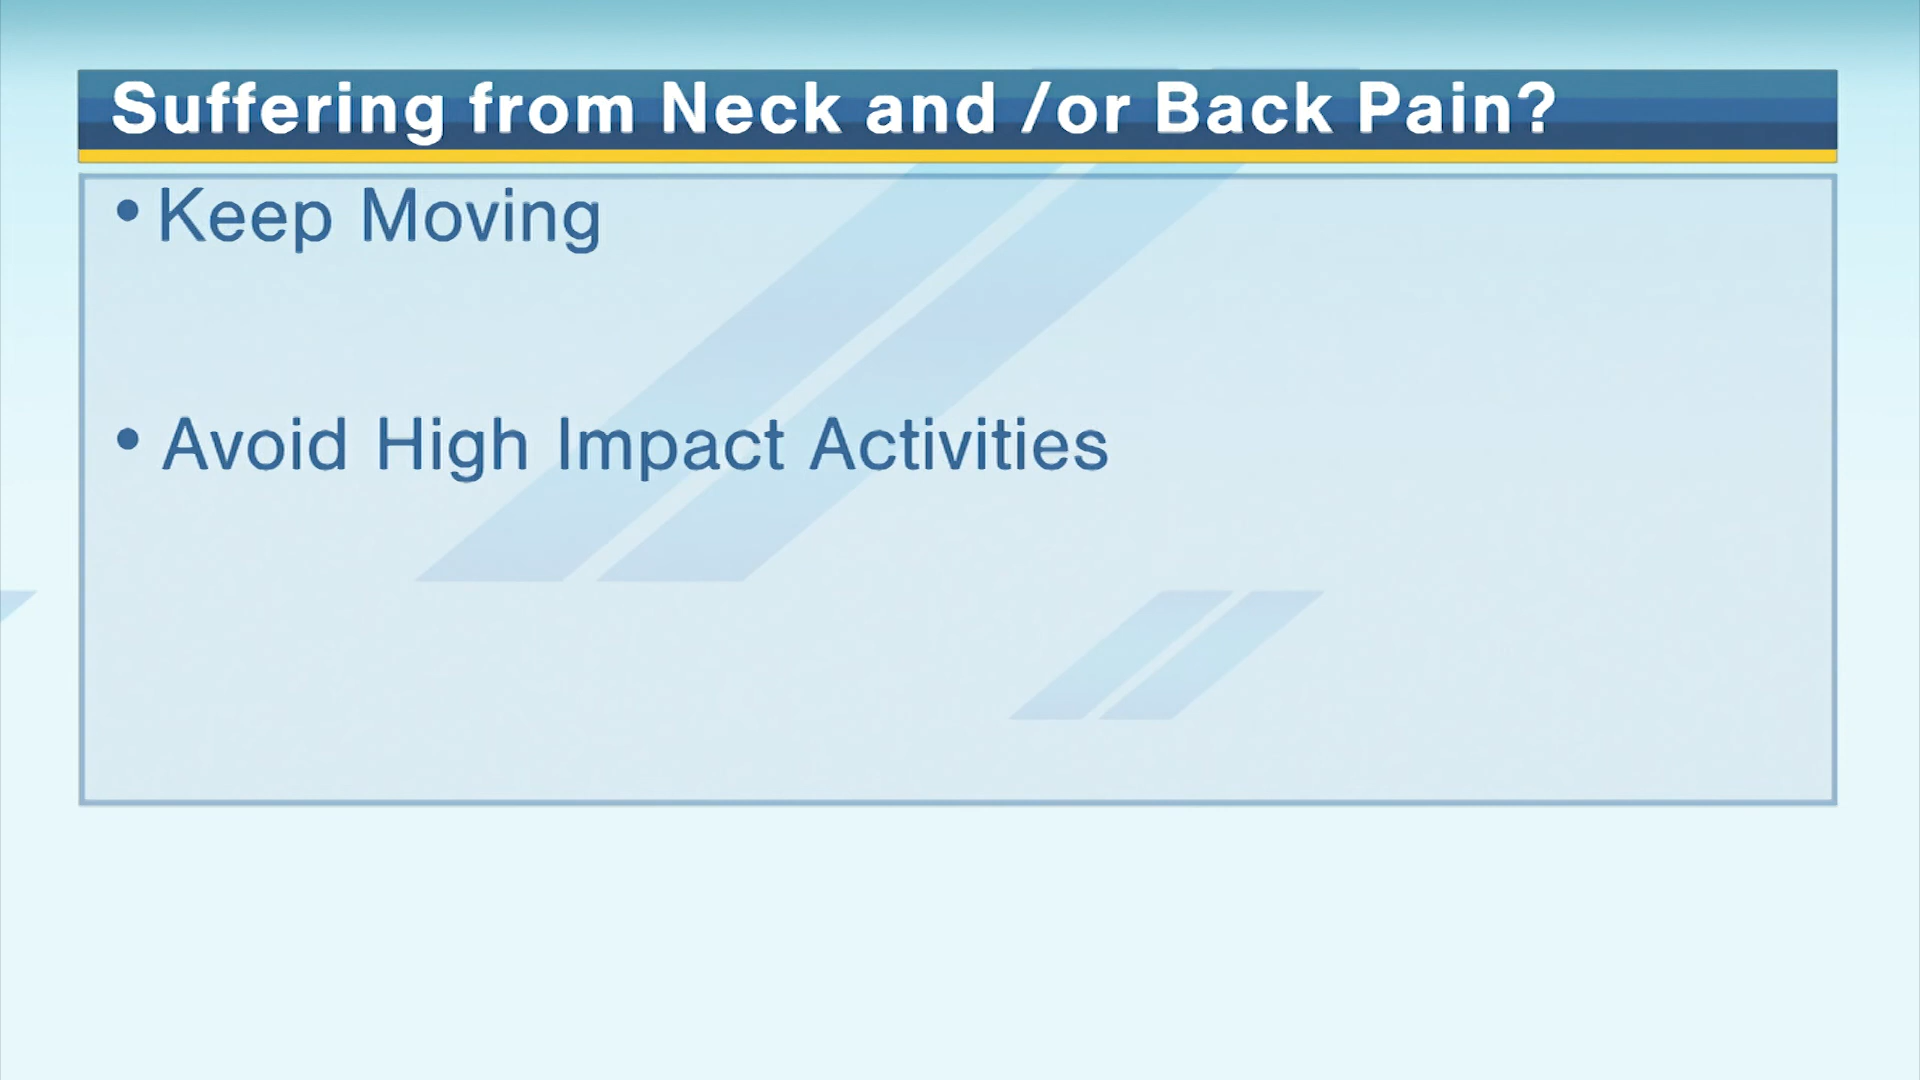 Suffering from Neck and /or Back Pain?
• Keep Moving
• Avoid High Impact Activities